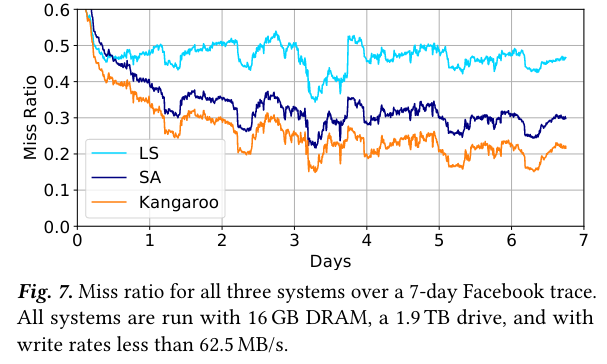 0.6
0.5
0.4
0.3
0.2
0.1
0.0
Miss Ratio
LS
SA
Kangaroo
0 1 2 3 4 5 6 7
Days
Fig. 7. Miss ratio for all three systems over a 7-day Facebook trace.
All systems are run with 16 GB DRAM, a 1.9 TB drive, and with
write rates less than 62.5 MB/s.